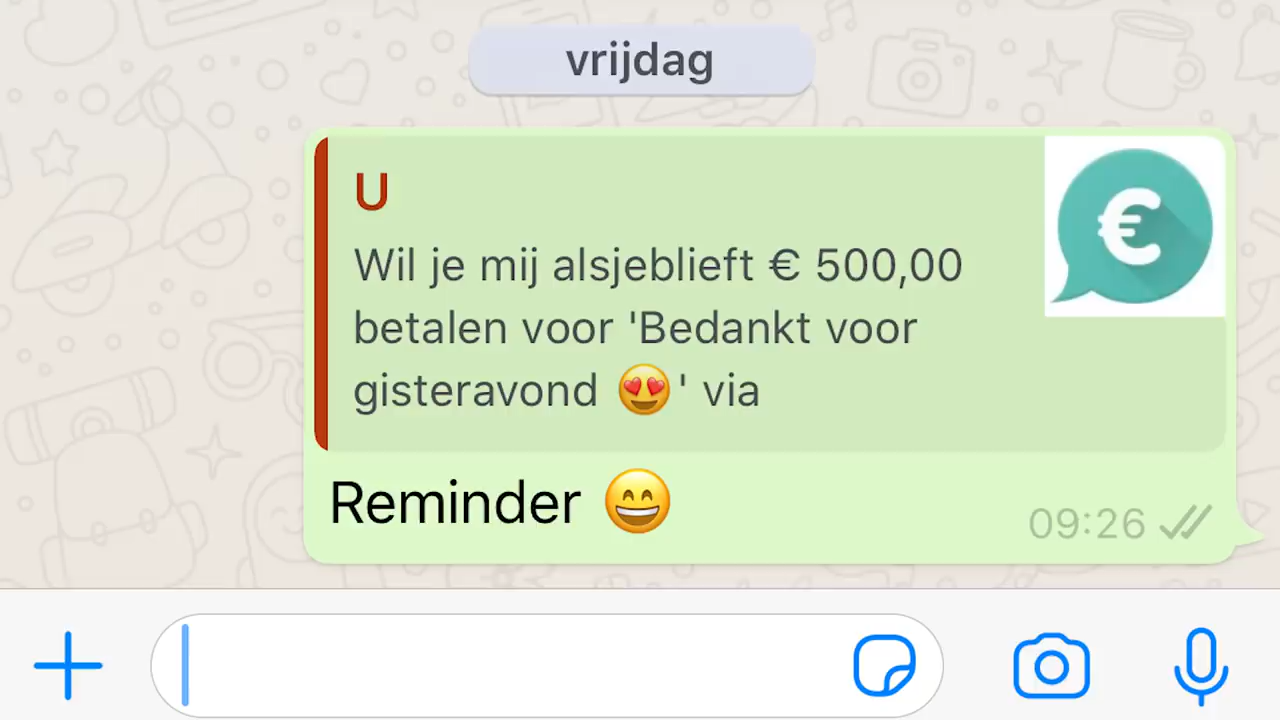 vrijdag
U
Wil je mij alsjeblieft € 500,00
betalen voor 'Bedankt voor
gisteravond 😍' via
€
Reminder 😄
09:26